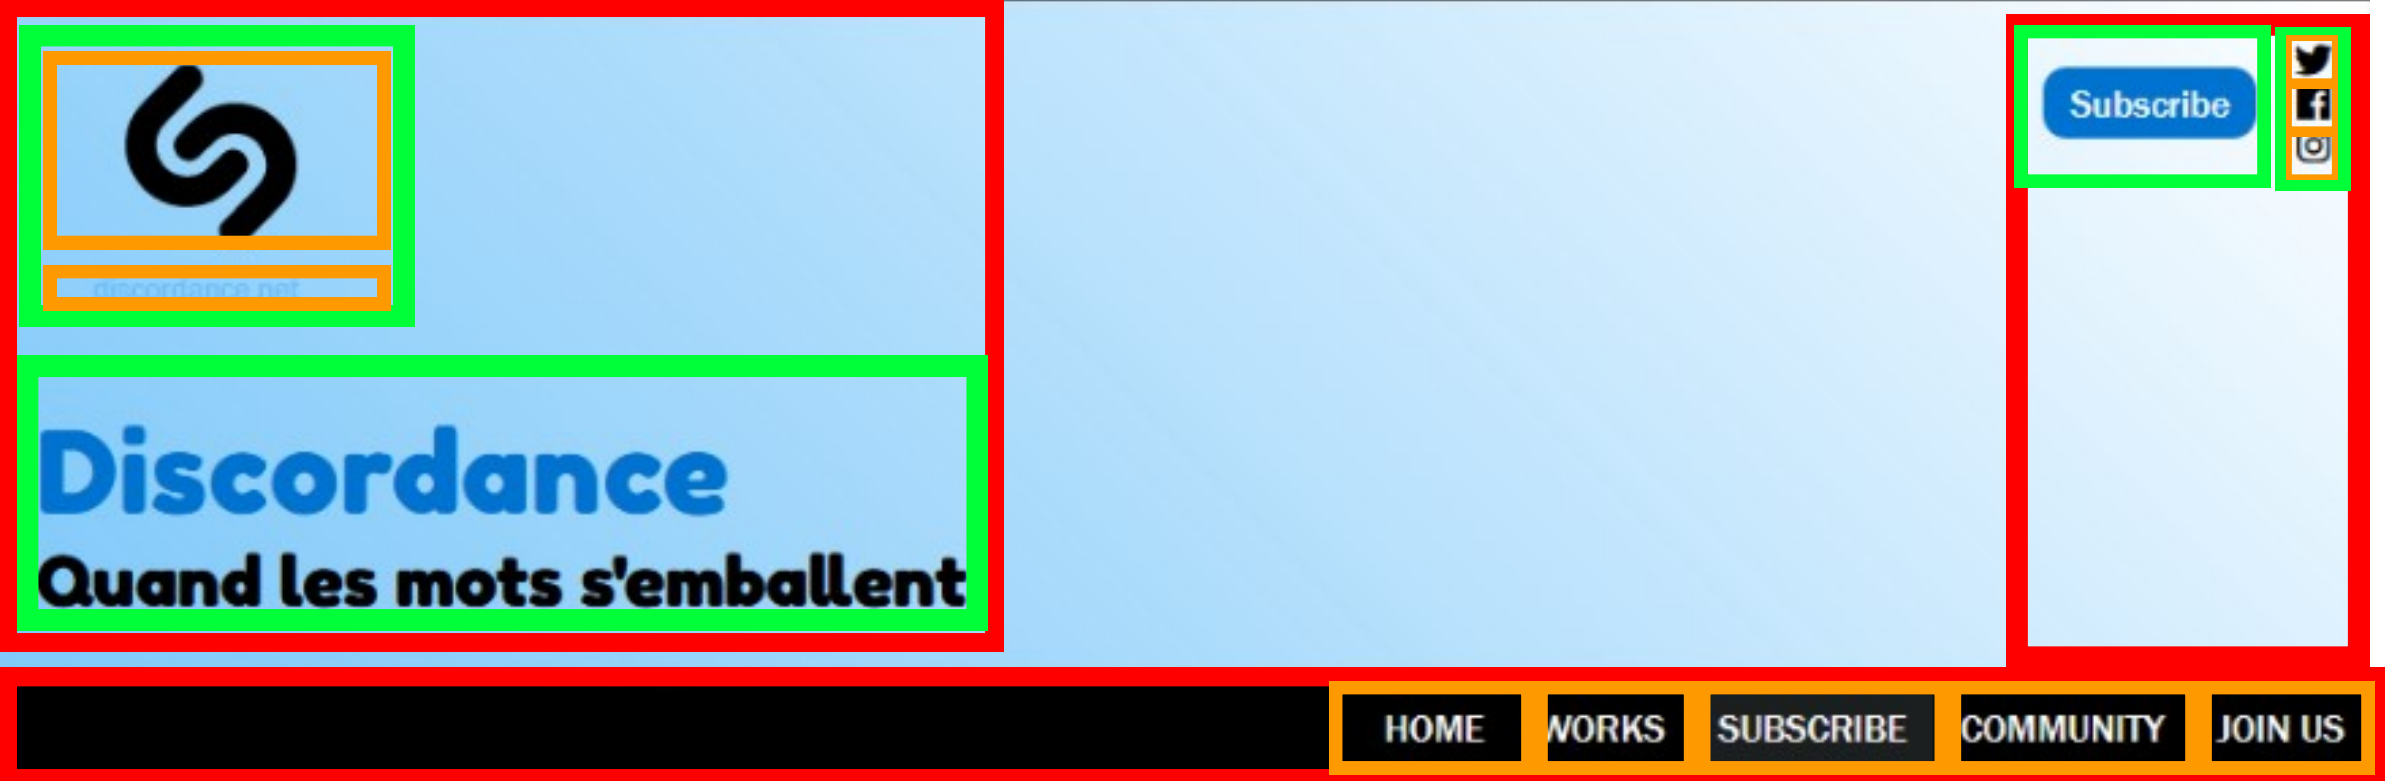 discordance.net
Subscribe
Discordance
Quand les mots s'emballent
HOME WORKS SUBSCRIBE COMMUNITY JOIN US